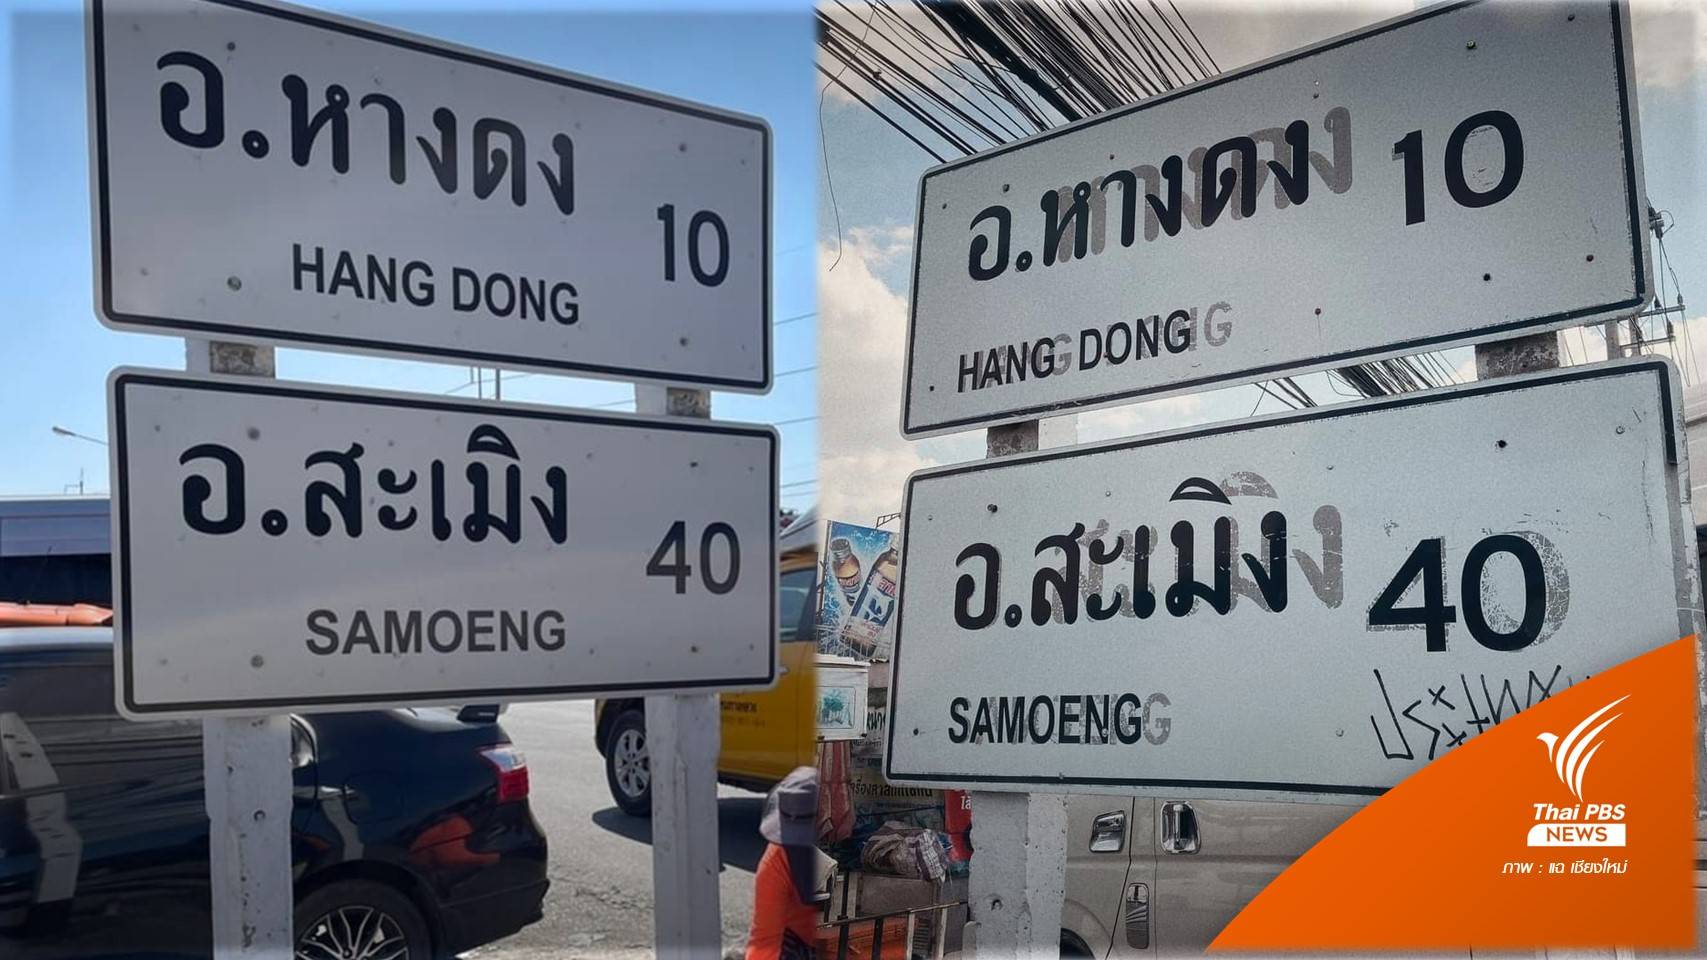 อ.หางดง 10
HANG DONG
อ.สะเมิง 40
SAMOENG
อ.หางดง 10
HANG DONG
อ.สะเมิง 40
SAMOENG
Thai PBS
NEWS
ภาพ : แฉ เชียงใหม่